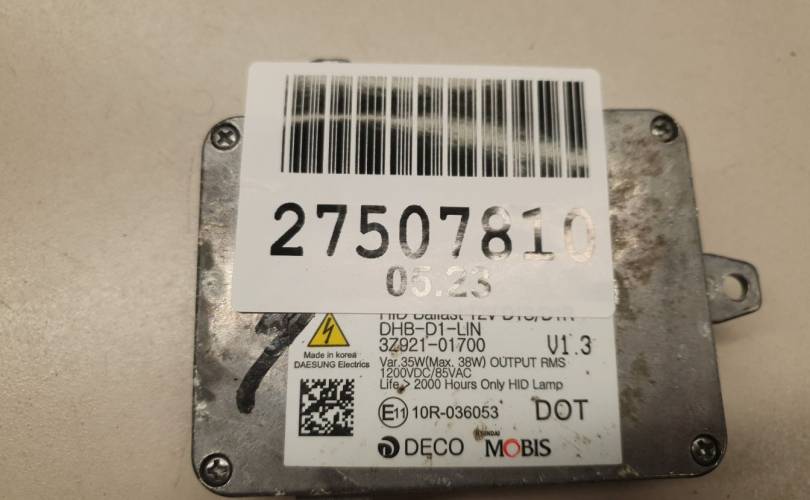 27507810
05.23
HID Ballast 12V D1S/D1R
DHB-D1-LIN
3Z921-01700 V1.3
Made in korea
DAESUNG Electrics
Var.35W(Max. 38W) OUTPUT RMS
1200VDC/85VAC
Life > 2000 Hours Only HID Lamp
E11 10R-036053 DOT
DECO HYUNDAI MOBIS